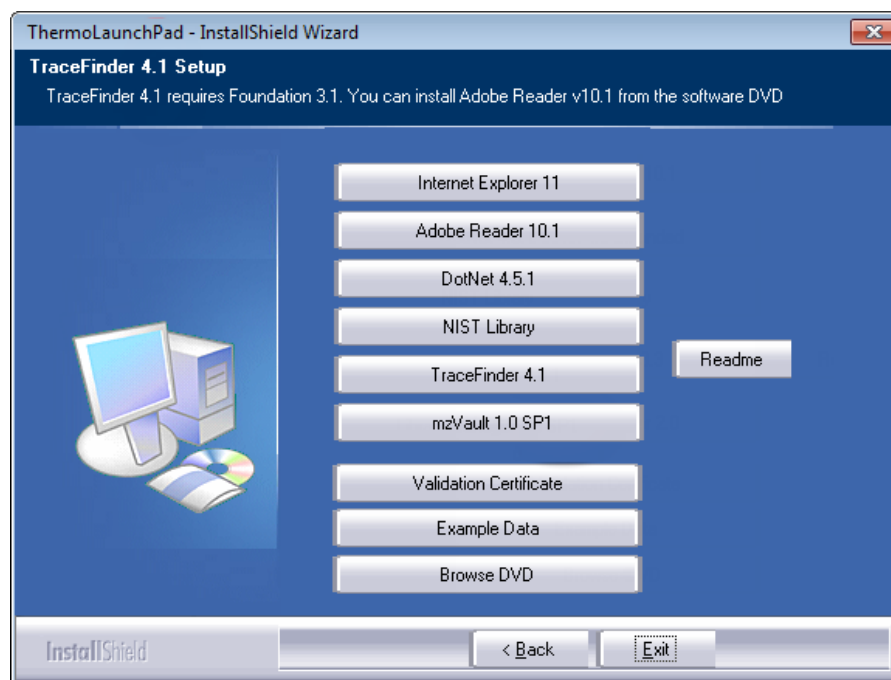 ThermoLaunchPad - InstallShield Wizard
TraceFinder 4.1 Setup
TraceFinder 4.1 requires Foundation 3.1. You can install Adobe Reader v10.1 from the software DVD
Internet Explorer 11
Adobe Reader 10.1
DotNet 4.5.1
NIST Library
TraceFinder 4.1
Readme
mzVault 1.0 SP1
Validation Certificate
Example Data
Browse DVD
InstallShield
< Back
Exit